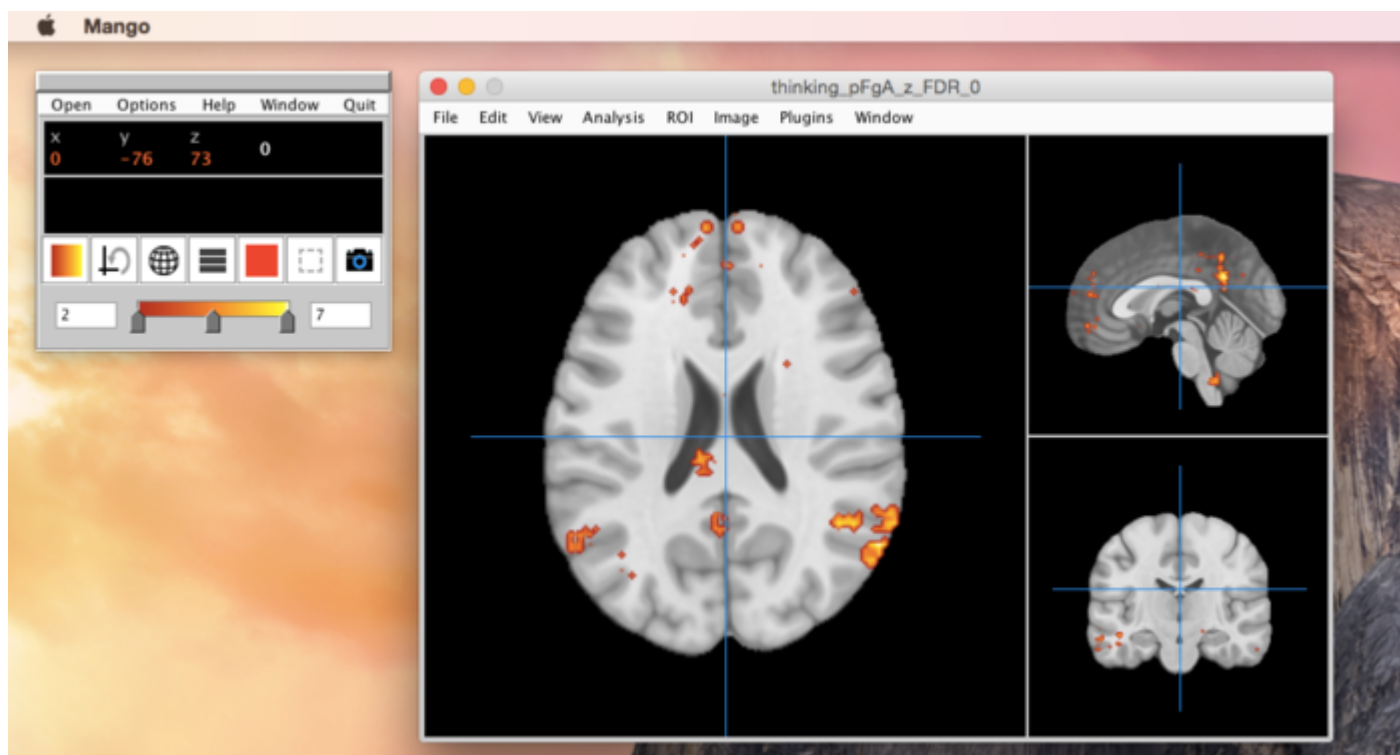 Mango
Open Options Help Window Quit
x y z
0 -76 73 0
2 7
thinking_pFgA_z_FDR_0
File Edit View Analysis ROI Image Plugins Window